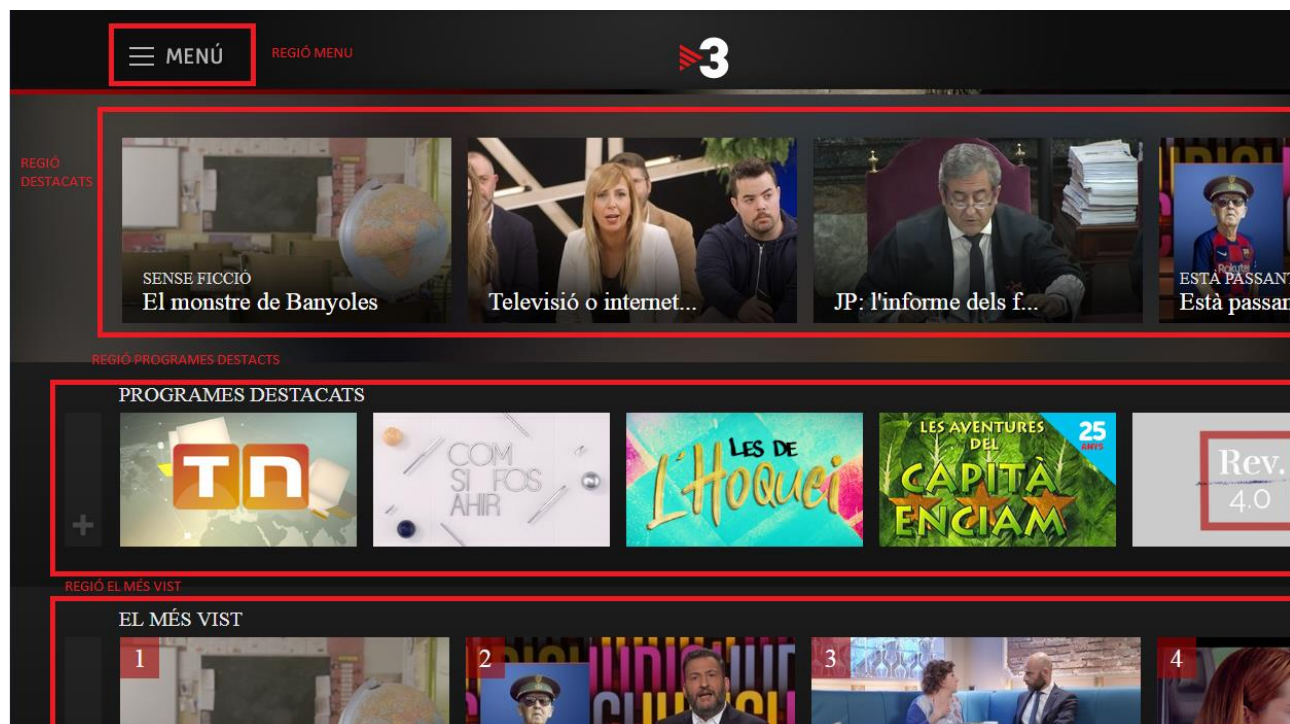 MENÚ
REGIÓ MENU
3
REGIÓ
DESTACATS
SENSE FICCIÓ
El monstre de Banyoles
Televisió o internet...
JP: l'informe dels f...
Rakuten
ESTÀ PASSANT
Està passan
REGIÓ PROGRAMES DESTACTS
PROGRAMES DESTACATS
+
TN
COM
SI FOS
AHIR
LES DE
L'HOQUEI
LES AVENTURES
DEL
CAPITÀ
ENCIAM
25
ANYS
Rev.
4.0
REGIÓ EL MÉS VIST
EL MÉS VIST
1
2
3
4